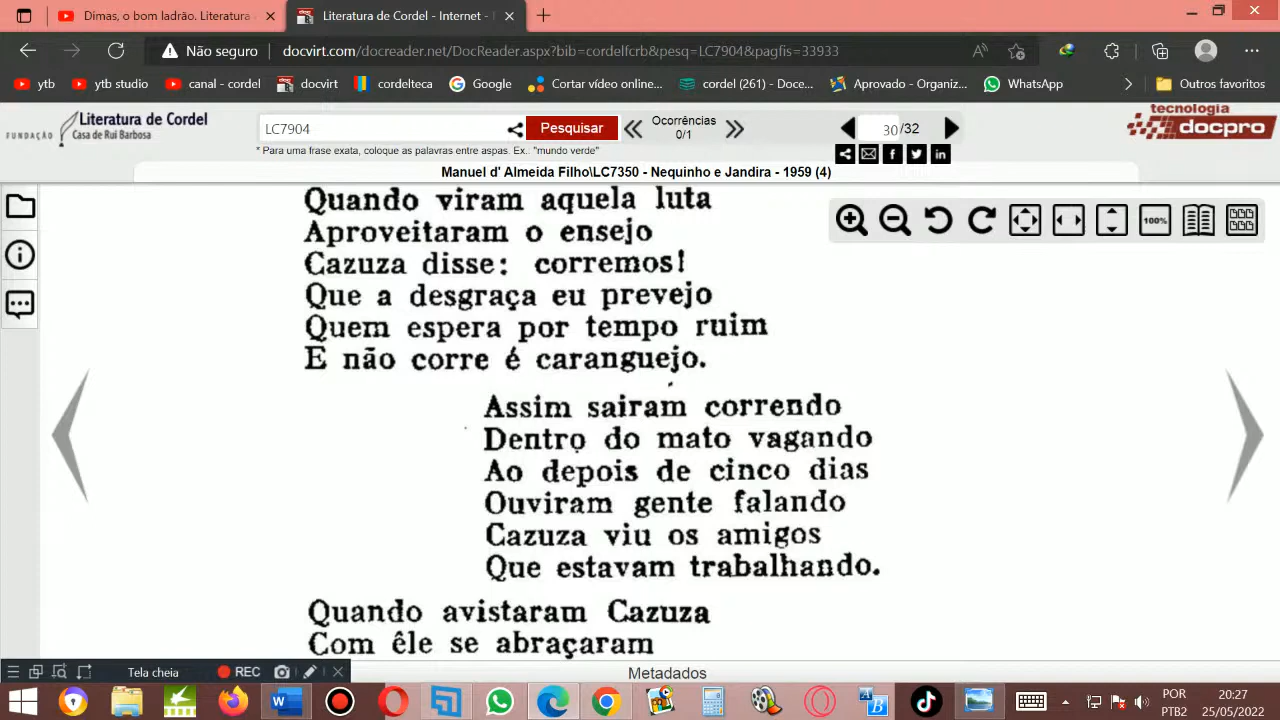 Dimas, o bom ladrão. Literatura
Literatura de Cordel - Internet -
Não seguro
docvirt.com/docreader.net/DocReader.aspx?bib=cordelfcrb&pesq=LC7904&pagfis=33933
ytb
ytb studio
canal - cordel
docvirt
cordelteca
Google
Cortar vídeo online...
cordel (261) - Doce...
Aprovado - Organiz...
WhatsApp
Outros favoritos
FUNDAÇÃO
Literatura de Cordel
Casa de Rui Barbosa
LC7904
Pesquisar
Ocorrências
0/1
30 /32
tecnologia
docpro
* Para uma frase exata, coloque as palavras entre aspas. Ex.: "mundo verde"
Manuel d' Almeida Filho\LC7350 - Nequinho e Jandira - 1959 (4)
100%
Quando viram aquela luta
Aproveitaram o ensejo
Cazuza disse: corremos!
Que a desgraça eu prevejo
Quem espera por tempo ruim
E não corre é caranguejo.
Assim sairam correndo
Dentro do mato vagando
Ao depois de cinco dias
Ouviram gente falando
Cazuza viu os amigos
Que estavam trabalhando.
Quando avistaram Cazuza
Com êle se abraçaram
Tela cheia
REC
Metadados
POR
PTB2
20:27
25/05/2022